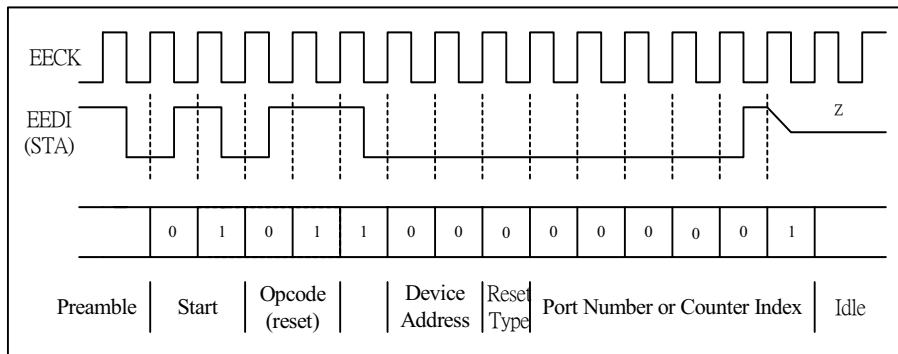 EECK
EEDI
(STA)
Z
0 1 0 1 1 0 0 0 0 0 0 0 0 1
Preamble Start Opcode (reset) Device Address Reset Type Port Number or Counter Index Idle